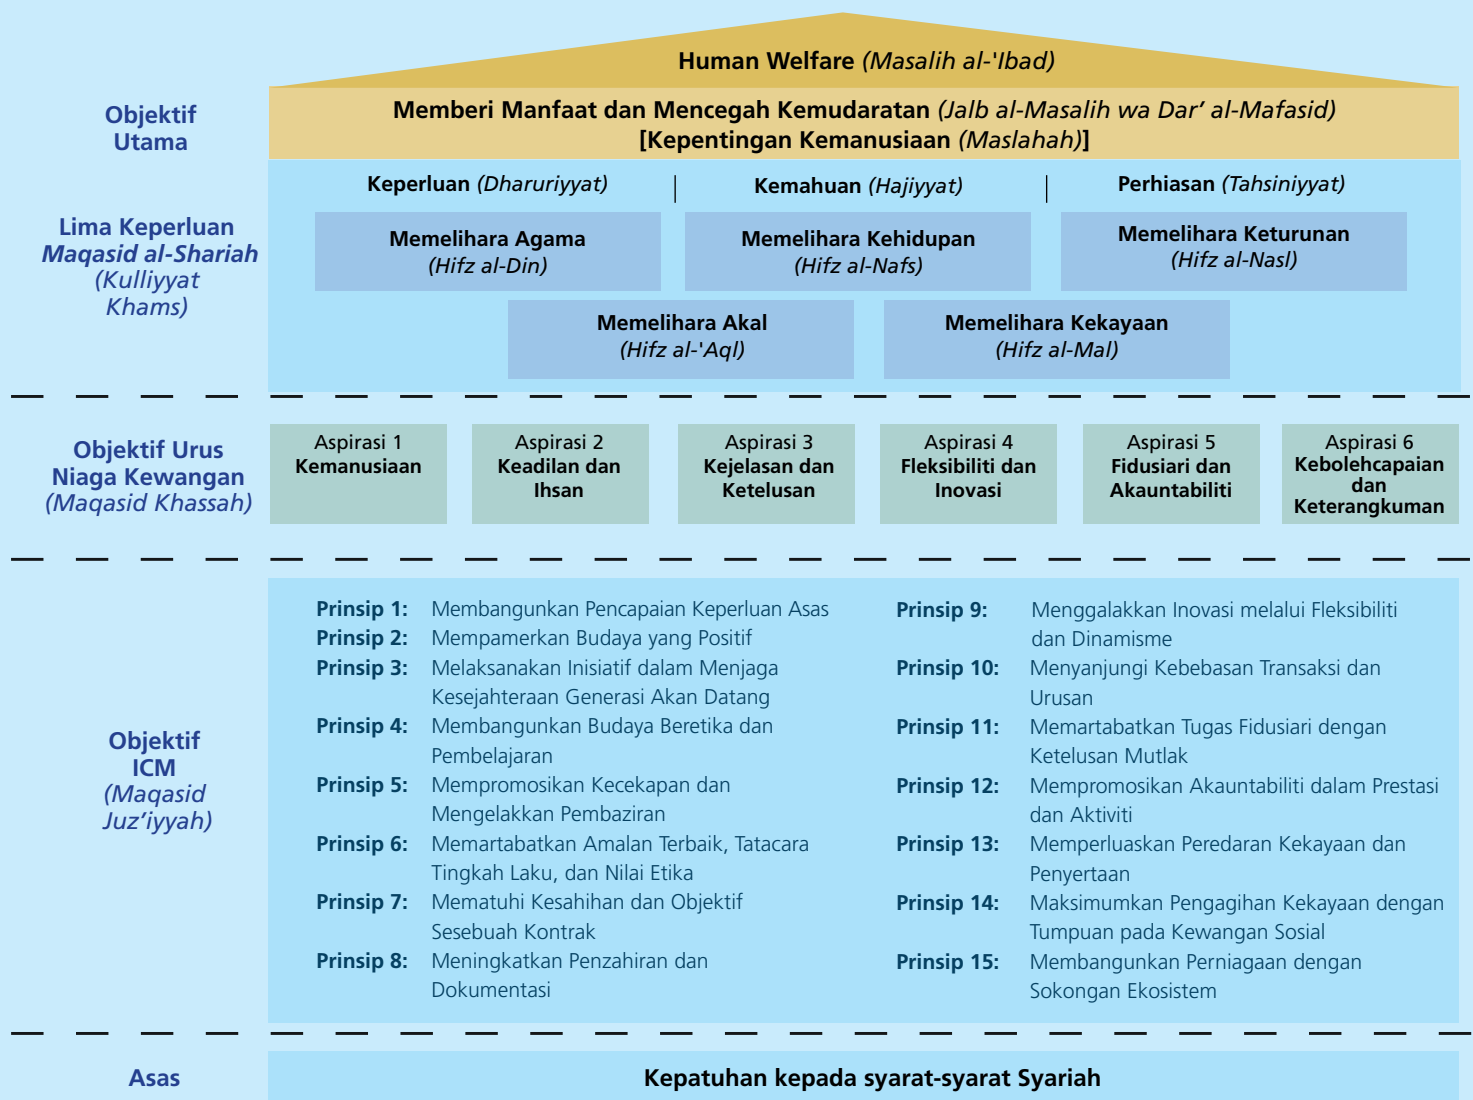 Human Welfare (Masalih al-'Ibad)
Objektif
Utama
Memberi Manfaat dan Mencegah Kemudaratan (Jalb al-Masalih wa Dar’ al-Mafasid)
[Kepentingan Kemanusiaan (Maslahah)]
Lima Keperluan
Maqasid al-Shariah
(Kulliyyat
Khams)
Keperluan (Dharuriyyat)
Kemahuan (Hajiyyat)
Perhiasan (Tahsiniyyat)
Memelihara Agama
(Hifz al-Din)
Memelihara Kehidupan
(Hifz al-Nafs)
Memelihara Keturunan
(Hifz al-Nasl)
Memelihara Akal
(Hifz al-'Aql)
Memelihara Kekayaan
(Hifz al-Mal)
Objektif Urus
Niaga Kewangan
(Maqasid Khassah)
Aspirasi 1
Kemanusiaan
Aspirasi 2
Keadilan dan
Ihsan
Aspirasi 3
Kejelasan dan
Ketelusan
Aspirasi 4
Fleksibiliti dan
Inovasi
Aspirasi 5
Fidusiari dan
Akauntabiliti
Aspirasi 6
Kebolehcapaian
dan
Keterangkuman
Objektif
ICM
(Maqasid
Juz’iyyah)
Prinsip 1: Membangunkan Pencapaian Keperluan Asas
Prinsip 2: Mempamerkan Budaya yang Positif
Prinsip 3: Melaksanakan Inisiatif dalam Menjaga
Kesejahteraan Generasi Akan Datang
Prinsip 4: Membangunkan Budaya Beretika dan
Pembelajaran
Prinsip 5: Mempromosikan Kecekapan dan
Mengelakkan Pembaziran
Prinsip 6: Memartabatkan Amalan Terbaik, Tatacara
Tingkah Laku, dan Nilai Etika
Prinsip 7: Mematuhi Kesahihan dan Objektif
Sesebuah Kontrak
Prinsip 8: Meningkatkan Penzahiran dan
Dokumentasi
Prinsip 9: Menggalakkan Inovasi melalui Fleksibiliti
dan Dinamisme
Prinsip 10: Menyanjungi Kebebasan Transaksi dan
Urusan
Prinsip 11: Memartabatkan Tugas Fidusiari dengan
Ketelusan Mutlak
Prinsip 12: Mempromosikan Akauntabiliti dalam Prestasi
dan Aktiviti
Prinsip 13: Memperluaskan Peredaran Kekayaan dan
Penyertaan
Prinsip 14: Maksimumkan Pengagihan Kekayaan dengan
Tumpuan pada Kewangan Sosial
Prinsip 15: Membangunkan Perniagaan dengan
Sokongan Ekosistem
Asas
Kepatuhan kepada syarat-syarat Syariah